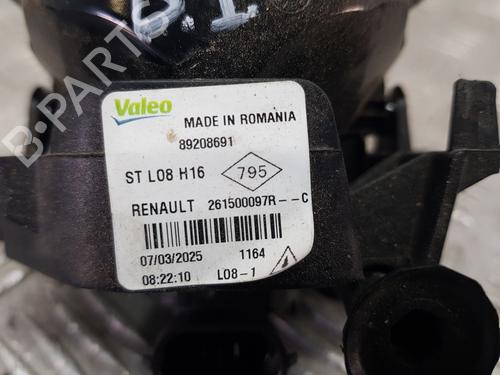 B-PARTS
Valeo
MADE IN ROMANIA
89208691
ST L08 H16
795
RENAULT 261500097R--C
07/03/2025 1164
08:22:10 L08-1